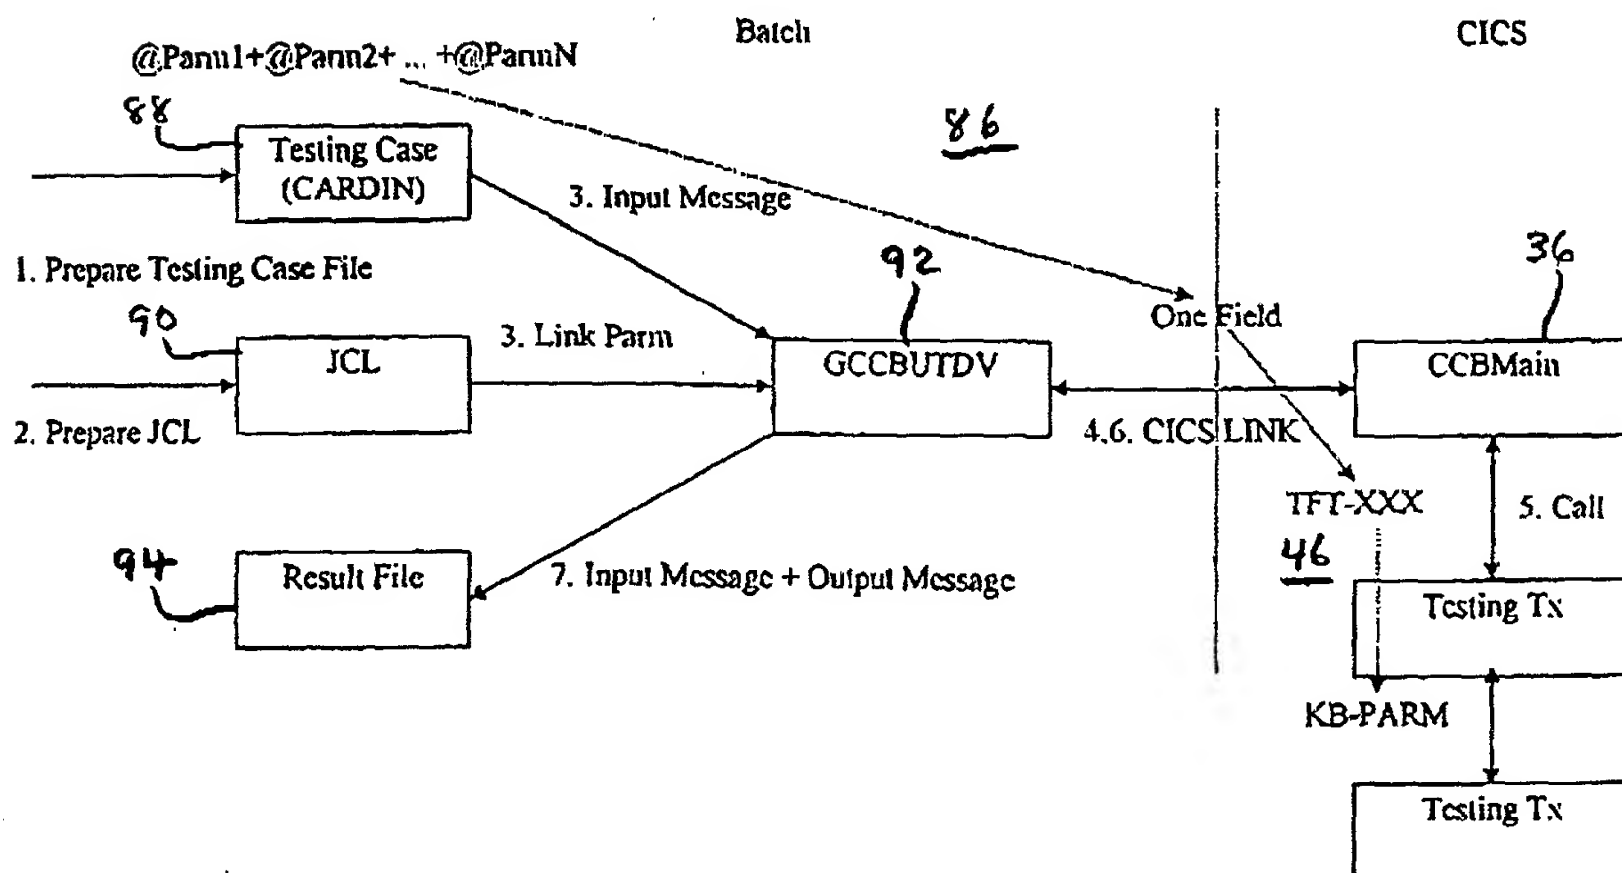 Batch
CICS
@Parm1+@Parm2+ ... +@ParmN
88
86
Testing Case
(CARDIN)
3. Input Message
1. Prepare Testing Case File
92
36
90
One Field
3. Link Parm
JCL
GCCBUTDV
CCBMain
2. Prepare JCL
4.6. CICS LINK
TFT-XXX
5. Call
46
94
Result File
7. Input Message + Output Message
Testing Tx
KB-PARM
Testing Tx